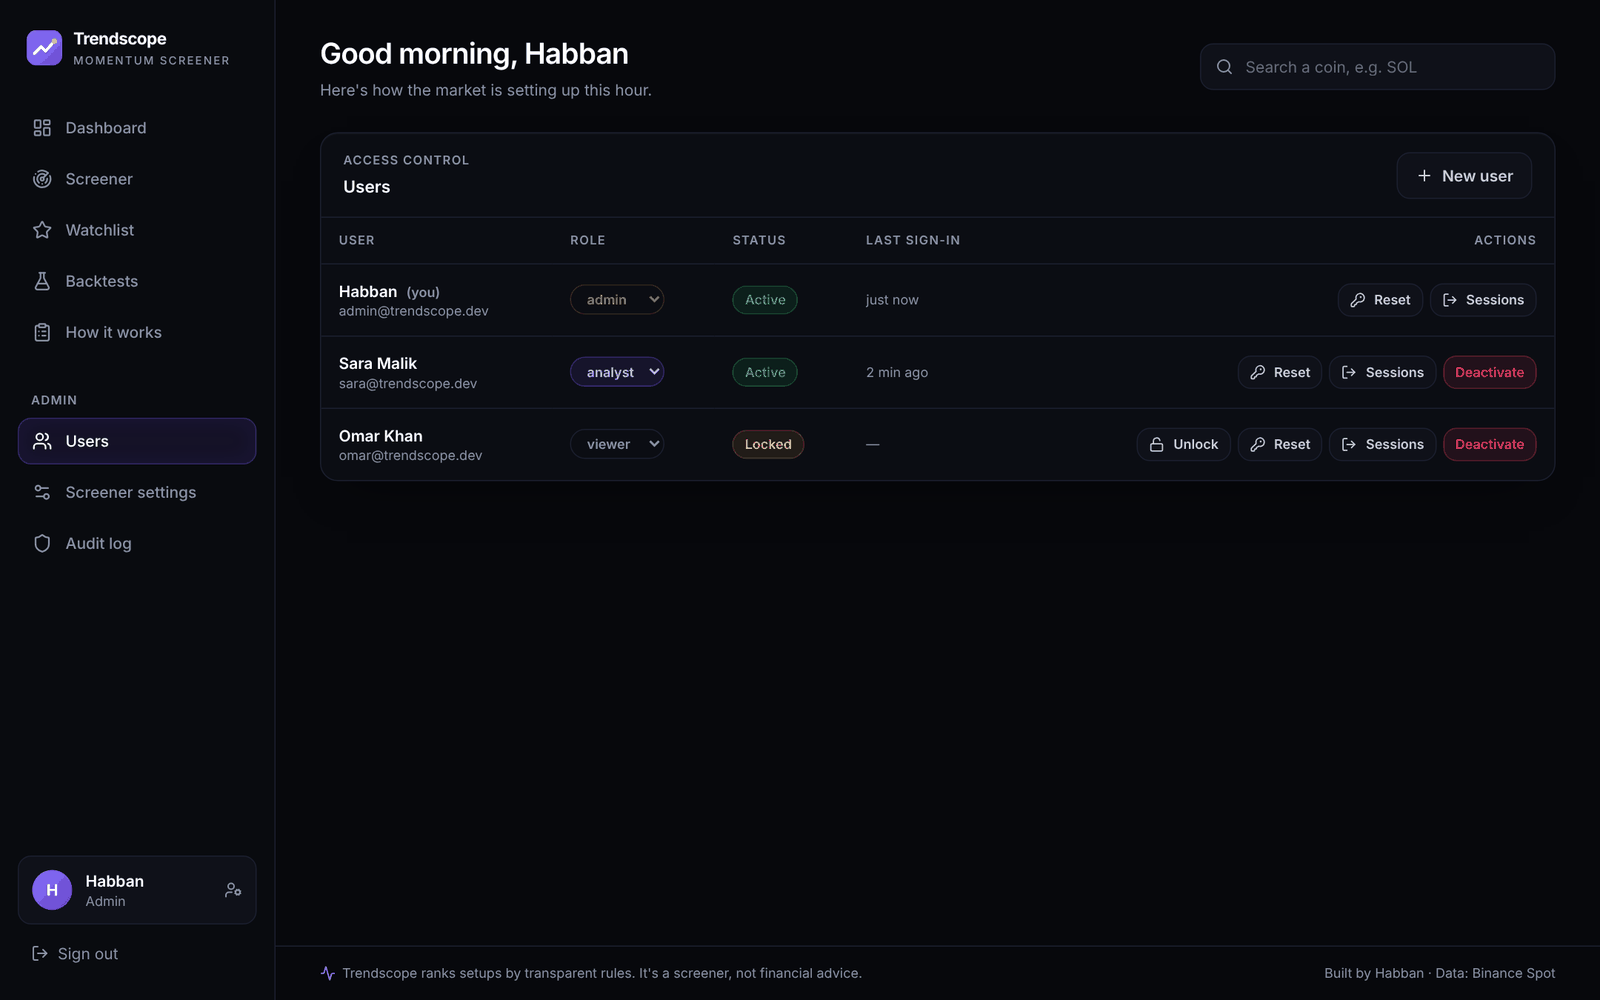 Trendscope
MOMENTUM SCREENER
Dashboard
Screener
Watchlist
Backtests
How it works
ADMIN
Users
Screener settings
Audit log
H
Habban
Admin
Sign out
Good morning, Habban
Here's how the market is setting up this hour.
Search a coin, e.g. SOL
ACCESS CONTROL
Users
New user
USER ROLE STATUS LAST SIGN-IN ACTIONS
Habban (you)
admin@trendscope.dev
admin Active just now Reset Sessions
Sara Malik
sara@trendscope.dev
analyst Active 2 min ago Reset Sessions Deactivate
Omar Khan
omar@trendscope.dev
viewer Locked — Unlock Reset Sessions Deactivate
Trendscope ranks setups by transparent rules. It's a screener, not financial advice.
Built by Habban · Data: Binance Spot